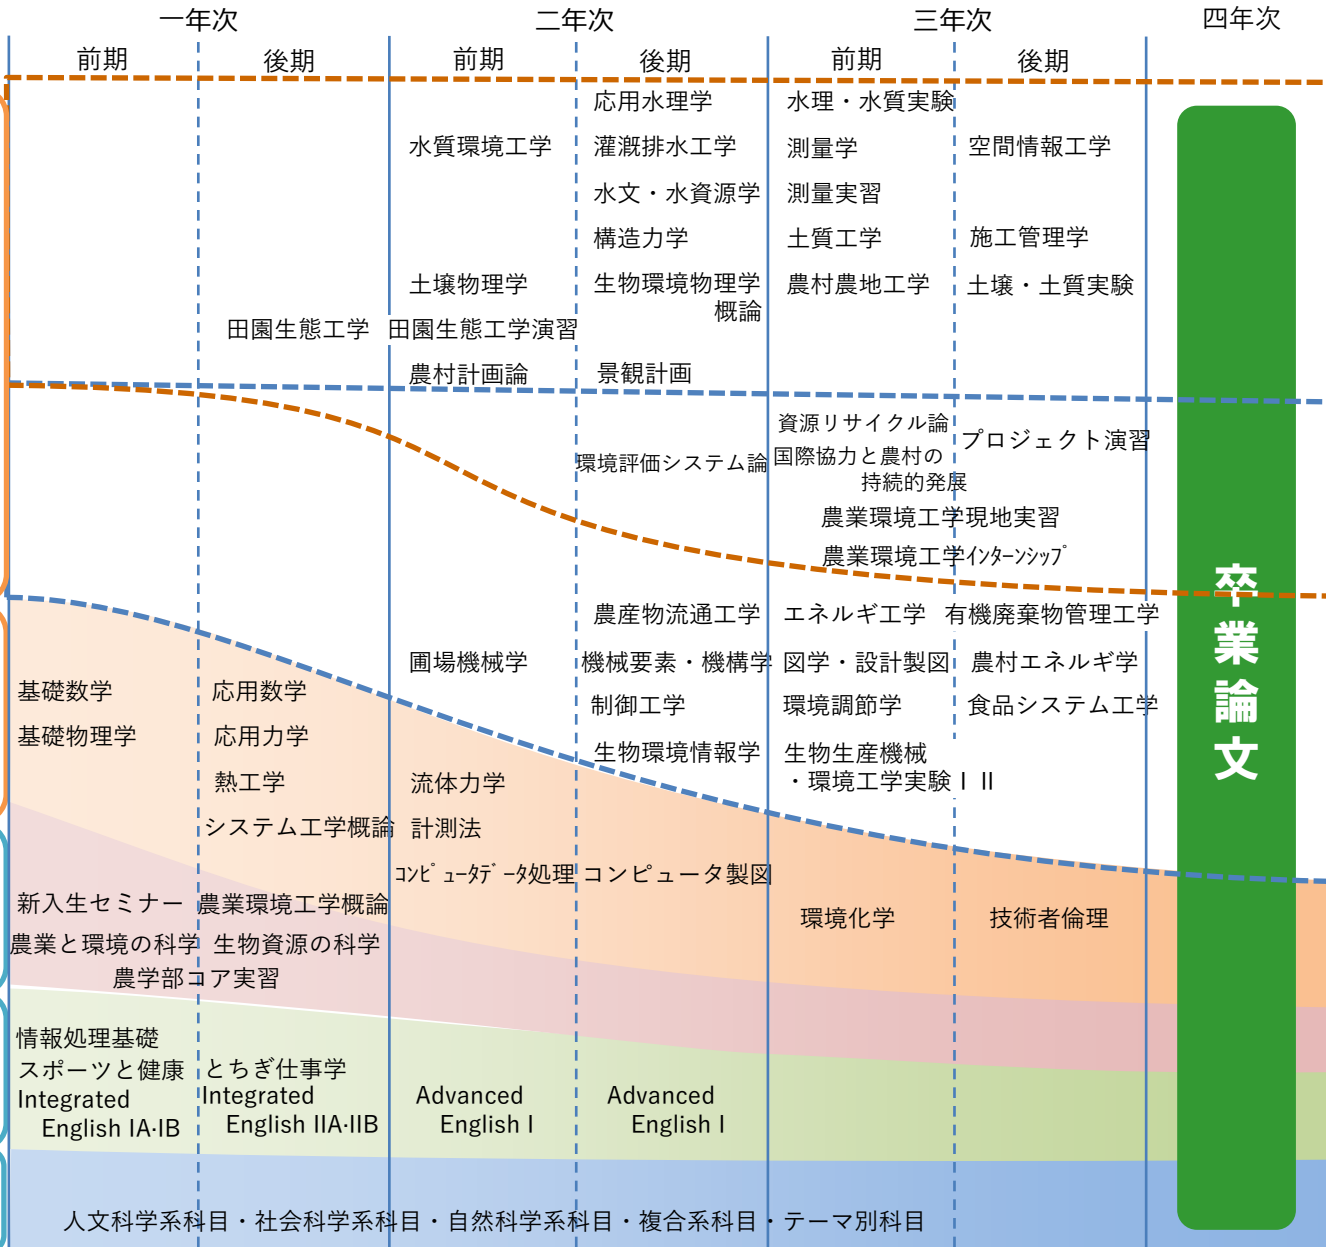 一年次 二年次 三年次 四年次
前期 後期 前期 後期 前期 後期
応用水理学 水理・水質実験
水質環境工学 灌漑排水工学 測量学 空間情報工学
水文・水資源学 測量実習
構造力学 土質工学 施工管理学
土壌物理学 生物環境物理学 農村農地工学 土壌・土質実験
概論
田園生態工学 田園生態工学演習
農村計画論 景観計画
資源リサイクル論
プロジェクト演習
環境評価システム論 国際協力と農村の
持続的発展
農業環境工学現地実習
農業環境工学ｲﾝﾀｰﾝｼｯﾌﾟ
農産物流通工学 エネルギ工学 有機廃棄物管理工学
圃場機械学 機械要素・機構学 図学・設計製図 農村エネルギ学
基礎数学 応用数学 制御工学 環境調節学 食品システム工学
基礎物理学 応用力学 生物環境情報学 生物生産機械
熱工学 流体力学 ・環境工学実験Ⅰ Ⅱ
システム工学概論 計測法
ｺﾝﾋﾟｭｰﾀﾃﾞｰﾀ処理 コンピュータ製図
新入生セミナー 農業環境工学概論 環境化学 技術者倫理
農業と環境の科学 生物資源の科学
農学部コア実習
情報処理基礎
スポーツと健康 とちぎ仕事学
Integrated Integrated Advanced Advanced
English IA·IB English IIA·IIB English I English I
人文科学系科目・社会科学系科目・自然科学系科目・複合系科目・テーマ別科目
卒業論文